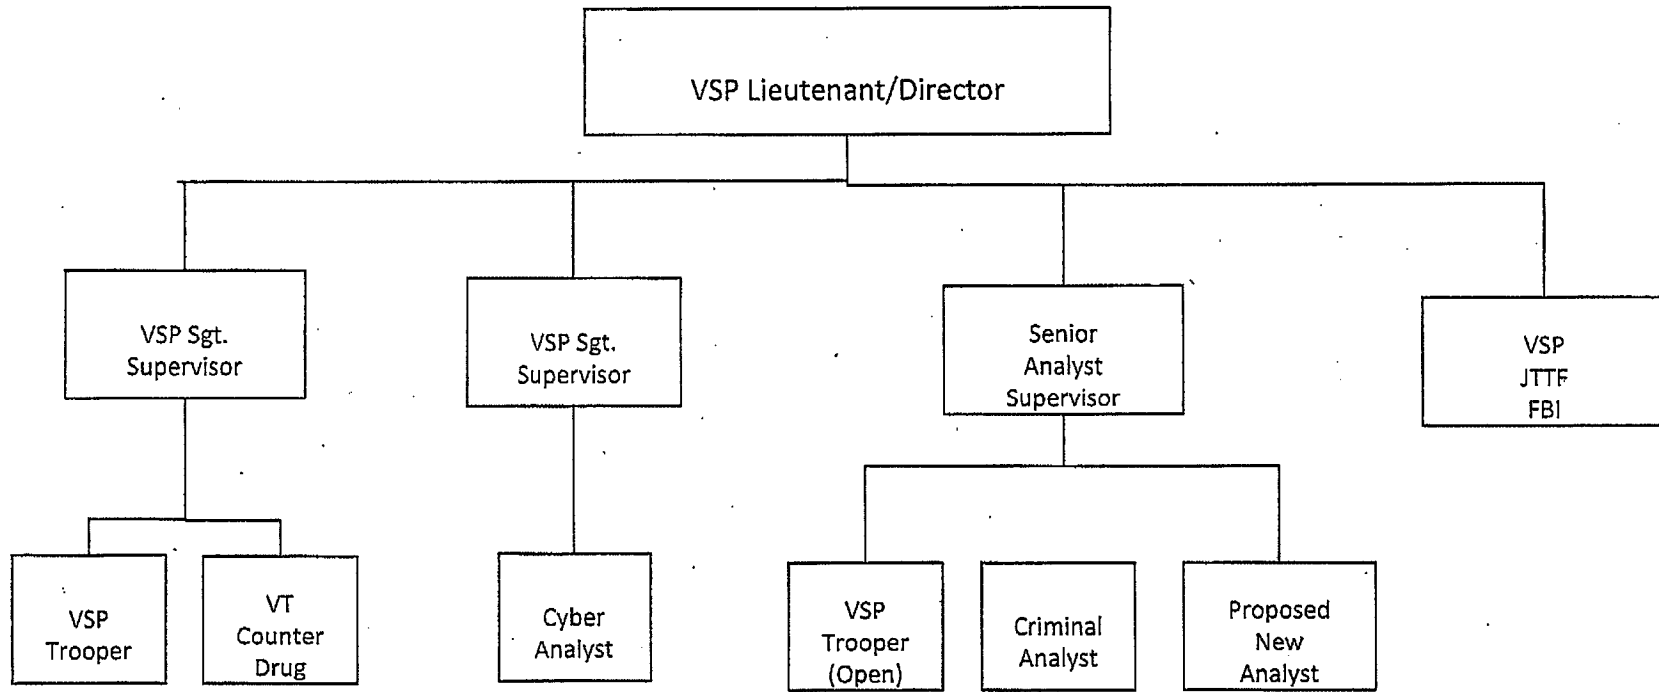 VSP Lieutenant/Director
VSP Sgt.
Supervisor
VSP Sgt.
Supervisor
Senior
Analyst
Supervisor
VSP
JTTF
FBI
VSP
Trooper
VT
Counter
Drug
Cyber
Analyst
VSP
Trooper
(Open)
Criminal
Analyst
Proposed
New
Analyst